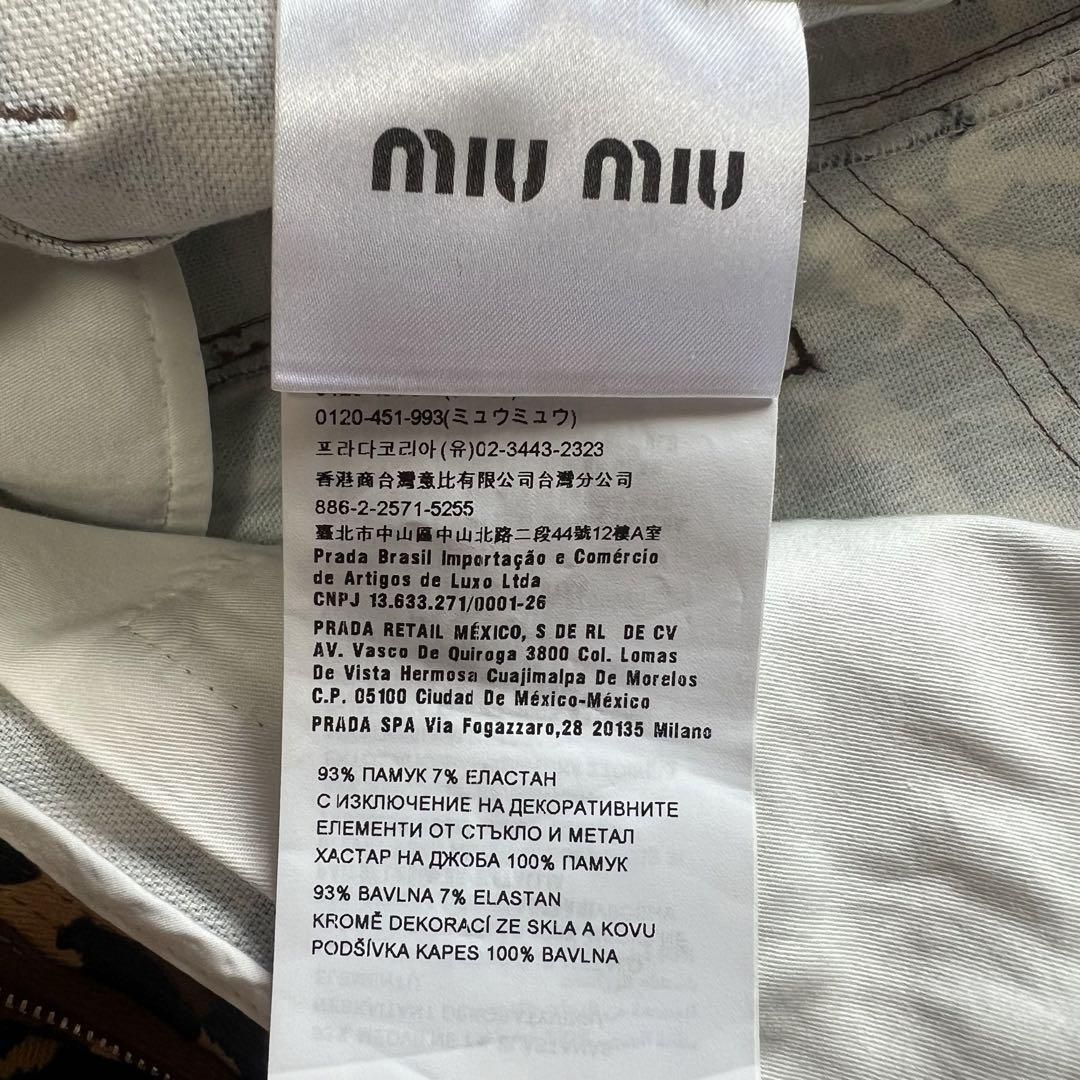 miu miu
0120-451-993(ミュウミュウ)
프라다코리아(유)02-3443-2323
香港商台灣意比有限公司台灣分公司
886-2-2571-5255
臺北市中山區中山北路二段44號12樓A室
Prada Brasil Importação e Comércio
de Artigos de Luxo Ltda
CNPJ 13.633.271/0001-26
PRADA RETAIL MÉXICO, S DE RL DE CV
AV. Vasco De Quiroga 3800 Col. Lomas
De Vista Hermosa Cuajimalpa De Morelos
C.P. 05100 Ciudad De México-México
PRADA SPA Via Fogazzaro,28 20135 Milano
93% ПАМУК 7% ЕЛАСТАН
С ИЗКЛЮЧЕНИЕ НА ДЕКОРАТИВНИТЕ
ЕЛЕМЕНТИ ОТ СТЪКЛО И МЕТАЛ
ХАСТАР НА ДЖОБА 100% ПАМУК
93% BAVLNA 7% ELASTAN
KROMĚ DEKORACÍ ZE SKLA A KOVU
PODŠÍVKA KAPES 100% BAVLNA